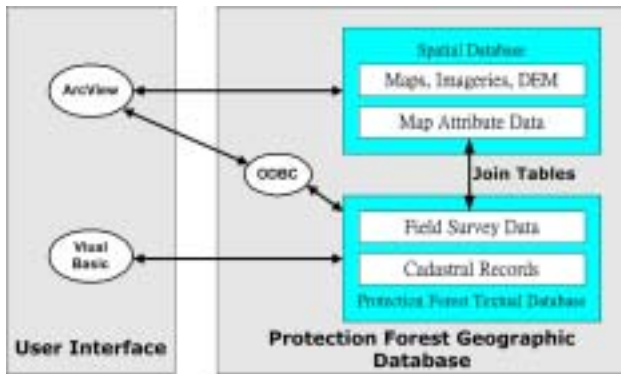 Spatial Database
ArcView
Maps, Imageries, DEM
Map Attribute Data
ODBC
Join Tables
Visual
Basic
Field Survey Data
Cadastral Records
Protection Forest Textual Database
User Interface
Protection Forest Geographic
Database